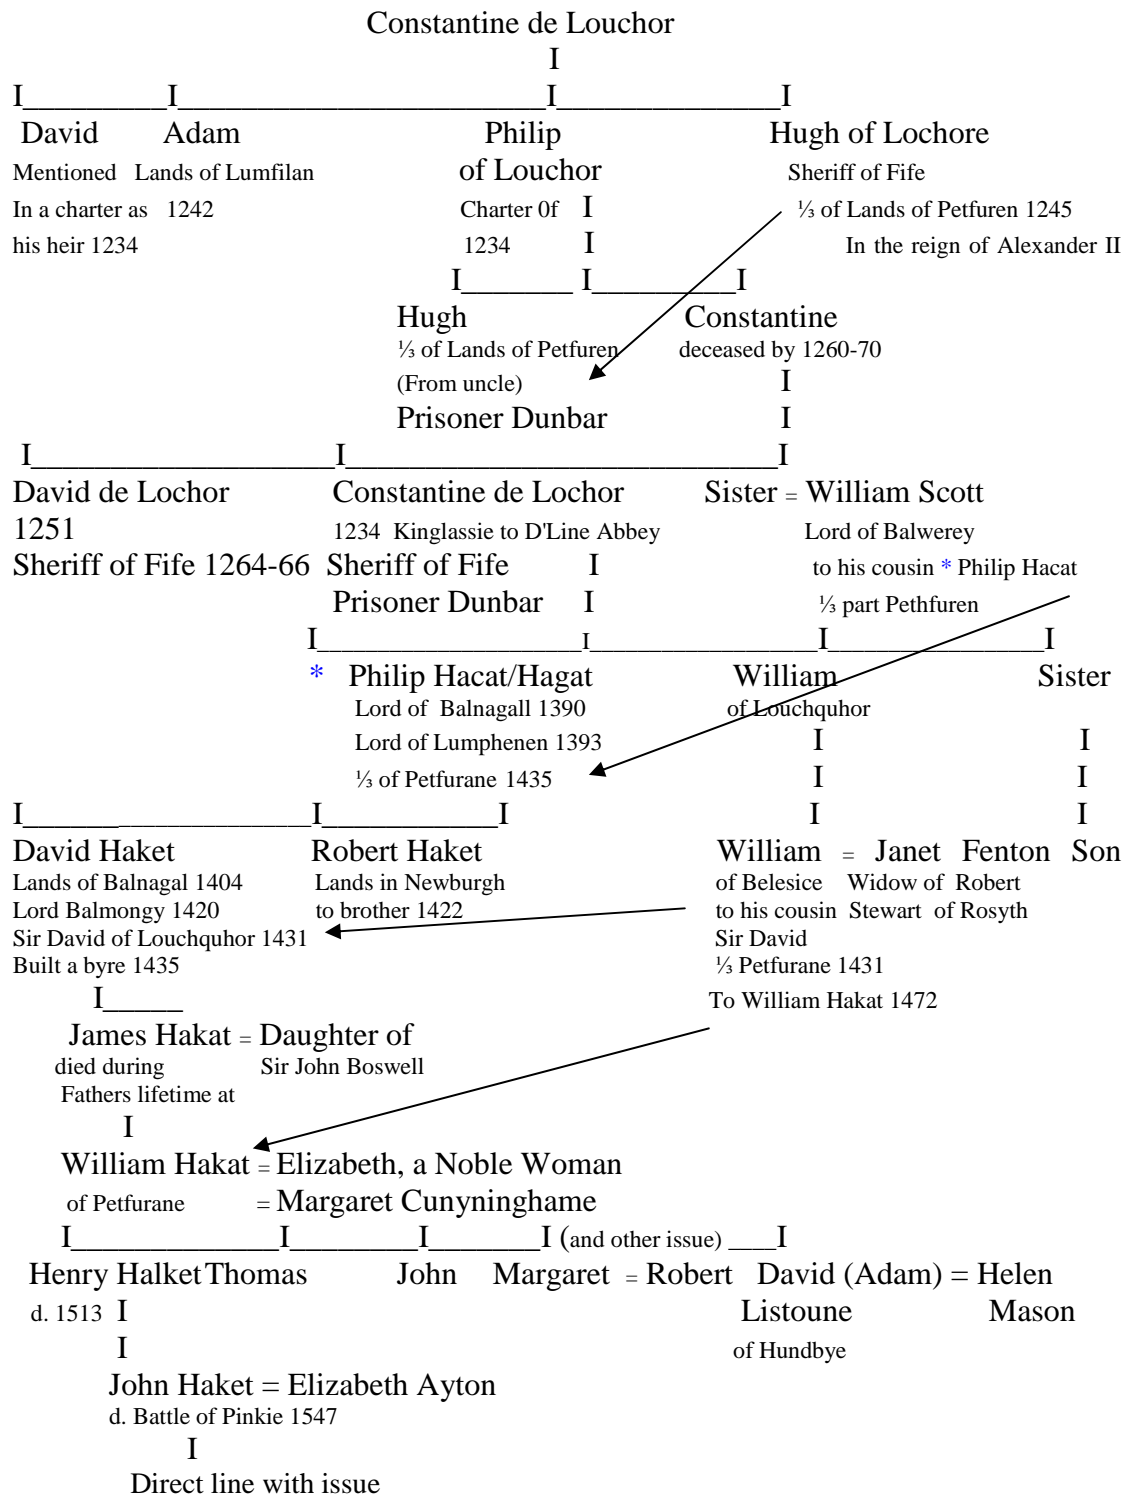 Constantine de Louchor
I
I_________I_______________________I______________I
David Adam Philip Hugh of Lochore
Mentioned Lands of Lumfilan of Louchor Sheriff of Fife
In a charter as 1242 Charter 0f I ⅓ of Lands of Petfuren 1245
his heir 1234 1234 I In the reign of Alexander II
I_______ I_________I
Hugh Constantine
⅓ of Lands of Petfuren deceased by 1260-70
(From uncle) I
Prisoner Dunbar I
I___________________I___________________________I
David de Lochor Constantine de Lochor Sister = William Scott
1251 1234 Kinglassie to D'Line Abbey Lord of Balwerey
Sheriff of Fife 1264-66 Sheriff of Fife I to his cousin * Philip Hacat
Prisoner Dunbar I ⅓ part Pethfuren
I______________________I____________________I___________________I
* Philip Hacat/Hagat William Sister
Lord of Balnagall 1390 of Louchquhor
Lord of Lumphenen 1393 I I
⅓ of Petfurane 1435 I I
I__________________I___________I I I
David Haket Robert Haket William = Janet Fenton Son
Lands of Balnagal 1404 Lands in Newburgh of Belesice Widow of Robert
Lord Balmongy 1420 to brother 1422 to his cousin Stewart of Rosyth
Sir David of Louchquhor 1431 Sir David
Built a byre 1435 ⅓ Petfurane 1431
I_____ To William Hakat 1472
James Hakat = Daughter of
died during Sir John Boswell
Fathers lifetime at
I
William Hakat = Elizabeth, a Noble Woman
of Petfurane = Margaret Cunyninghame
I_____________I________I_______I (and other issue) ____I
Henry Halket Thomas John Margaret = Robert David (Adam) = Helen
d. 1513 I Listoune Mason
I of Hundbye
John Haket = Elizabeth Ayton
d. Battle of Pinkie 1547
I
Direct line with issue